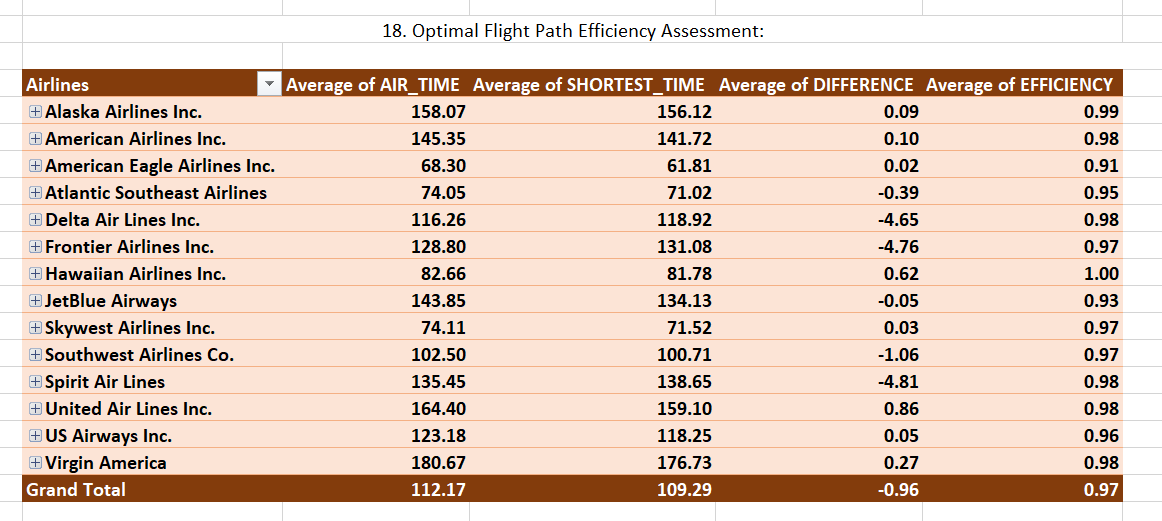 18. Optimal Flight Path Efficiency Assessment:
Airlines Average of AIR_TIME Average of SHORTEST_TIME Average of DIFFERENCE Average of EFFICIENCY
Alaska Airlines Inc. 158.07 156.12 0.09 0.99
American Airlines Inc. 145.35 141.72 0.10 0.98
American Eagle Airlines Inc. 68.30 61.81 0.02 0.91
Atlantic Southeast Airlines 74.05 71.02 -0.39 0.95
Delta Air Lines Inc. 116.26 118.92 -4.65 0.98
Frontier Airlines Inc. 128.80 131.08 -4.76 0.97
Hawaiian Airlines Inc. 82.66 81.78 0.62 1.00
JetBlue Airways 143.85 134.13 -0.05 0.93
Skywest Airlines Inc. 74.11 71.52 0.03 0.97
Southwest Airlines Co. 102.50 100.71 -1.06 0.97
Spirit Air Lines 135.45 138.65 -4.81 0.98
United Air Lines Inc. 164.40 159.10 0.86 0.98
US Airways Inc. 123.18 118.25 0.05 0.96
Virgin America 180.67 176.73 0.27 0.98
Grand Total 112.17 109.29 -0.96 0.97